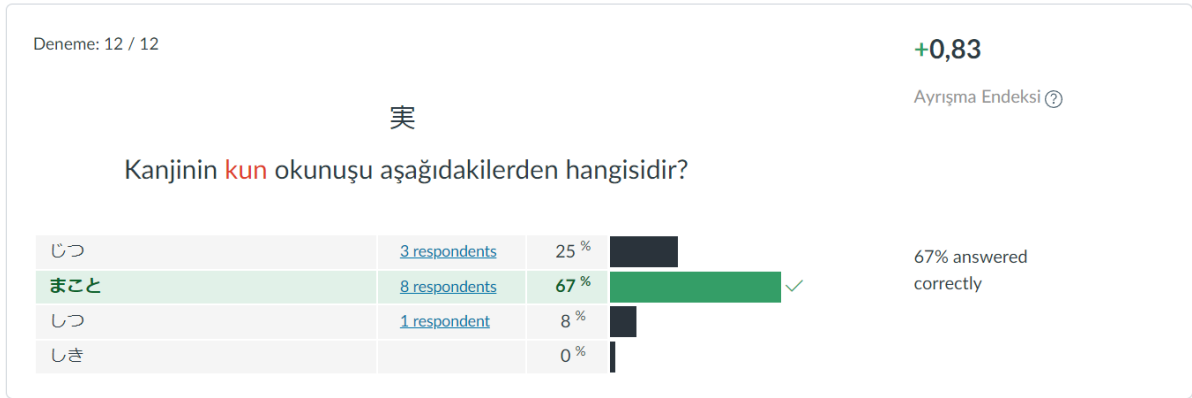 Deneme: 12 / 12
+0,83
Ayrışma Endeksi ?
実
Kanjinin kun okunuşu aşağıdakilerden hangisidir?
じつ 3 respondents 25 %
まこと 8 respondents 67 %
しつ 1 respondent 8 %
しき 0 %
67% answered
correctly